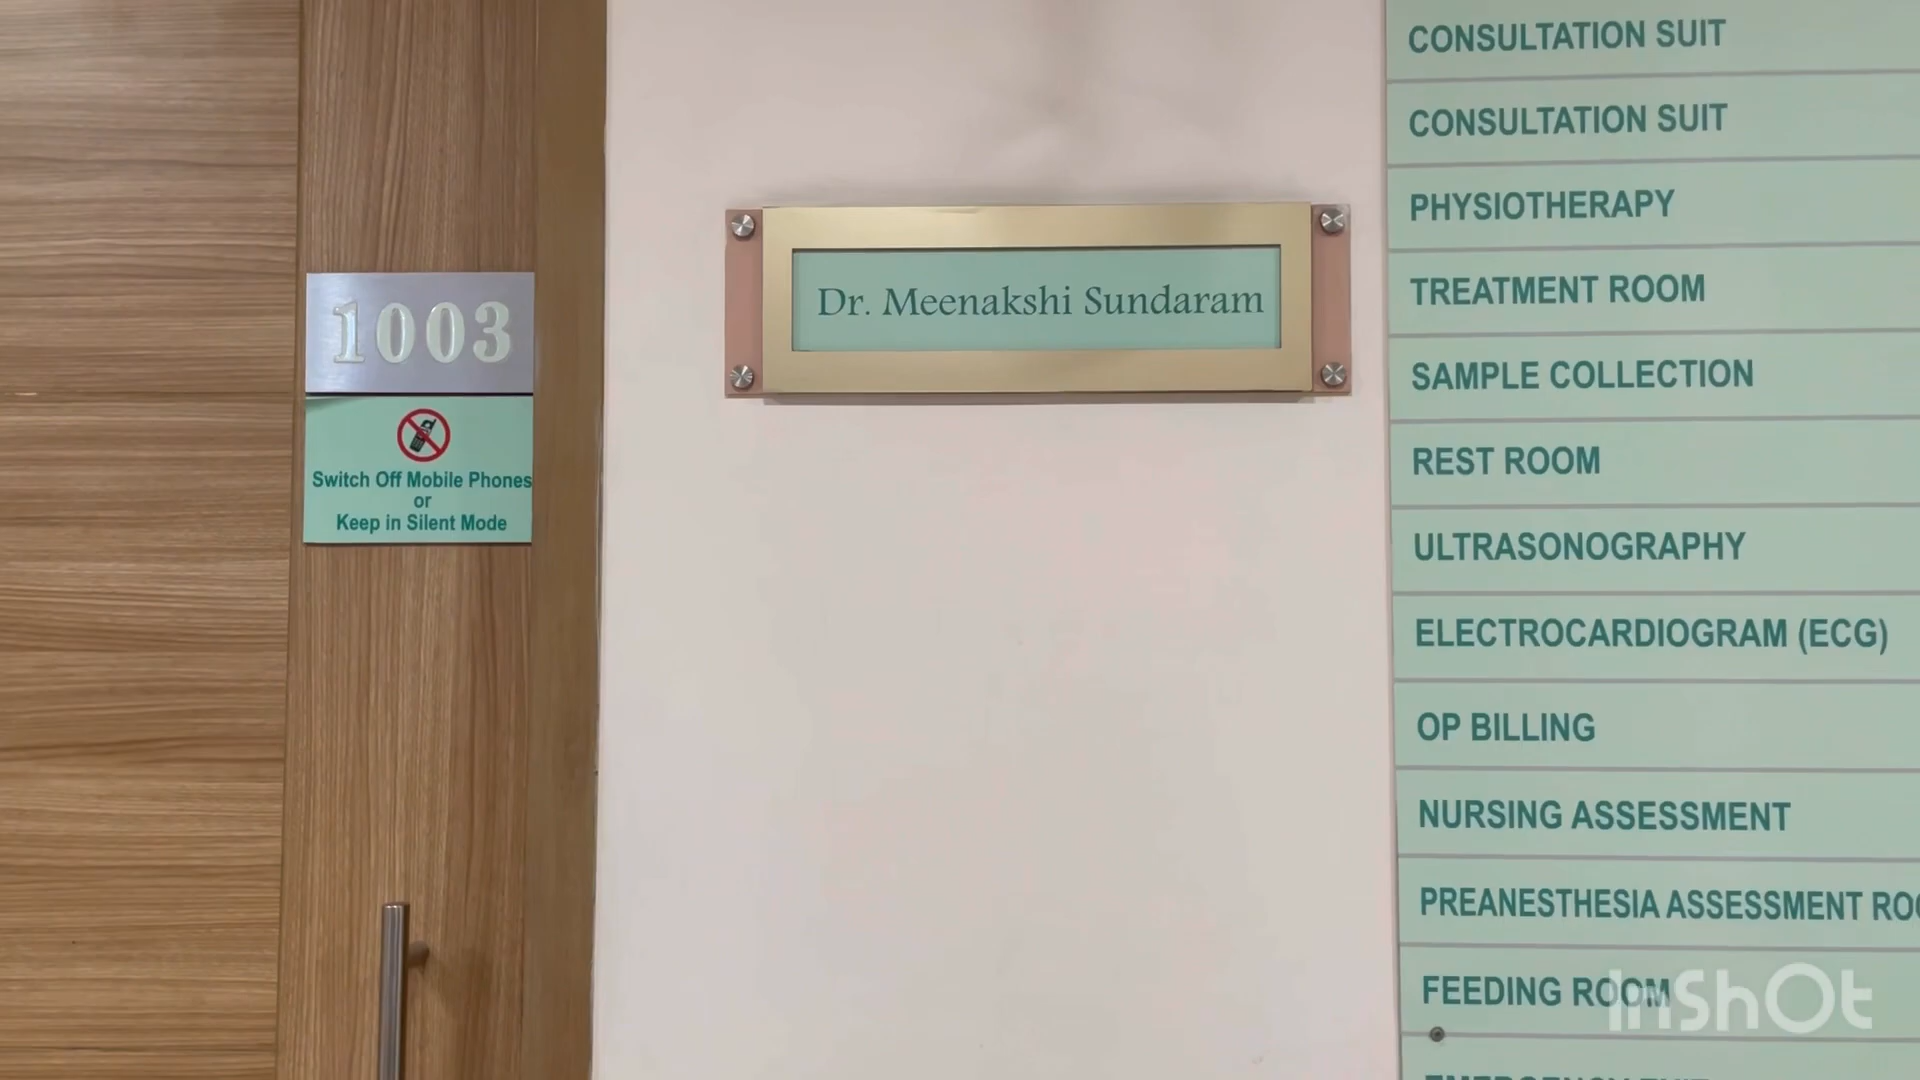 1003
Switch Off Mobile Phones
or
Keep in Silent Mode
Dr. Meenakshi Sundaram
CONSULTATION SUIT
CONSULTATION SUIT
PHYSIOTHERAPY
TREATMENT ROOM
SAMPLE COLLECTION
REST ROOM
ULTRASONOGRAPHY
ELECTROCARDIOGRAM (ECG)
OP BILLING
NURSING ASSESSMENT
PREANESTHESIA ASSESSMENT
FEEDING ROOM
InShOt